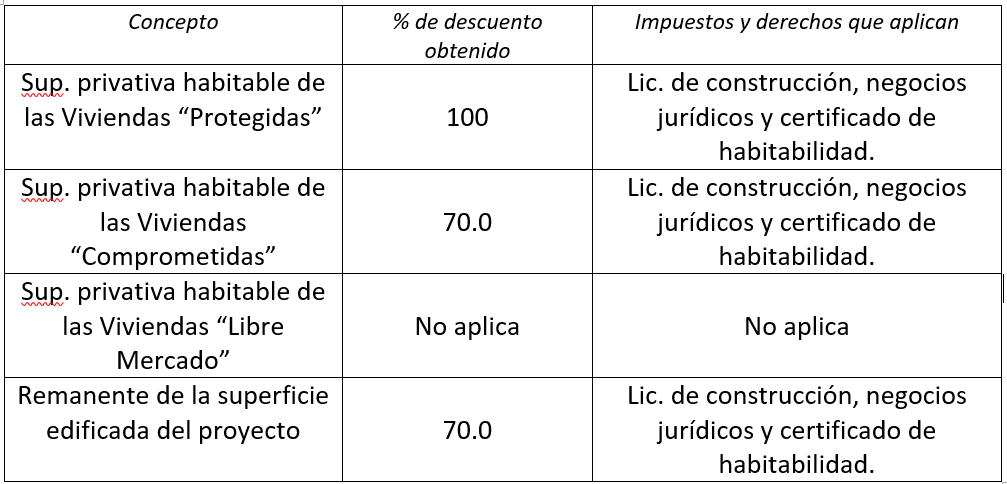 Concepto
% de descuento
obtenido
Impuestos y derechos que aplican
Sup. privativa habitable de
las Viviendas “Protegidas”
100
Lic. de construcción, negocios
jurídicos y certificado de
habitabilidad.
Sup. privativa habitable de
las Viviendas
“Comprometidas”
70.0
Lic. de construcción, negocios
jurídicos y certificado de
habitabilidad.
Sup. privativa habitable de
las Viviendas “Libre
Mercado”
No aplica
No aplica
Remanente de la superficie
edificada del proyecto
70.0
Lic. de construcción, negocios
jurídicos y certificado de
habitabilidad.